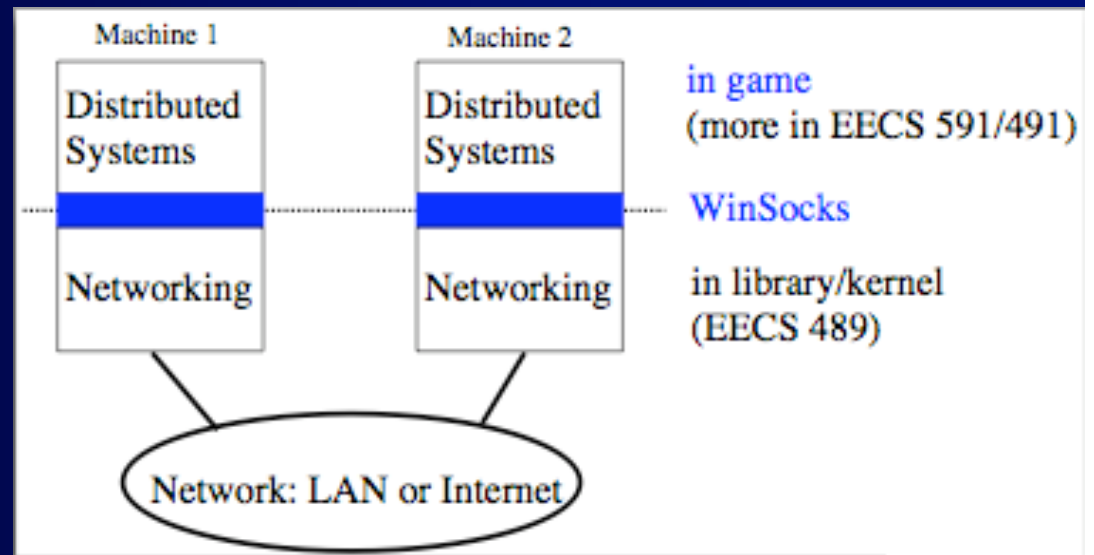 Machine 1
Machine 2
Distributed
Systems
Distributed
Systems
in game
(more in EECS 591/491)
WinSocks
Networking
Networking
in library/kernel
(EECS 489)
Network: LAN or Internet